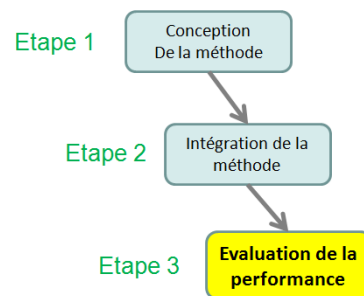 Etape 1
Conception
De la méthode
Etape 2
Intégration de la
méthode
Etape 3
Evaluation de la
performance